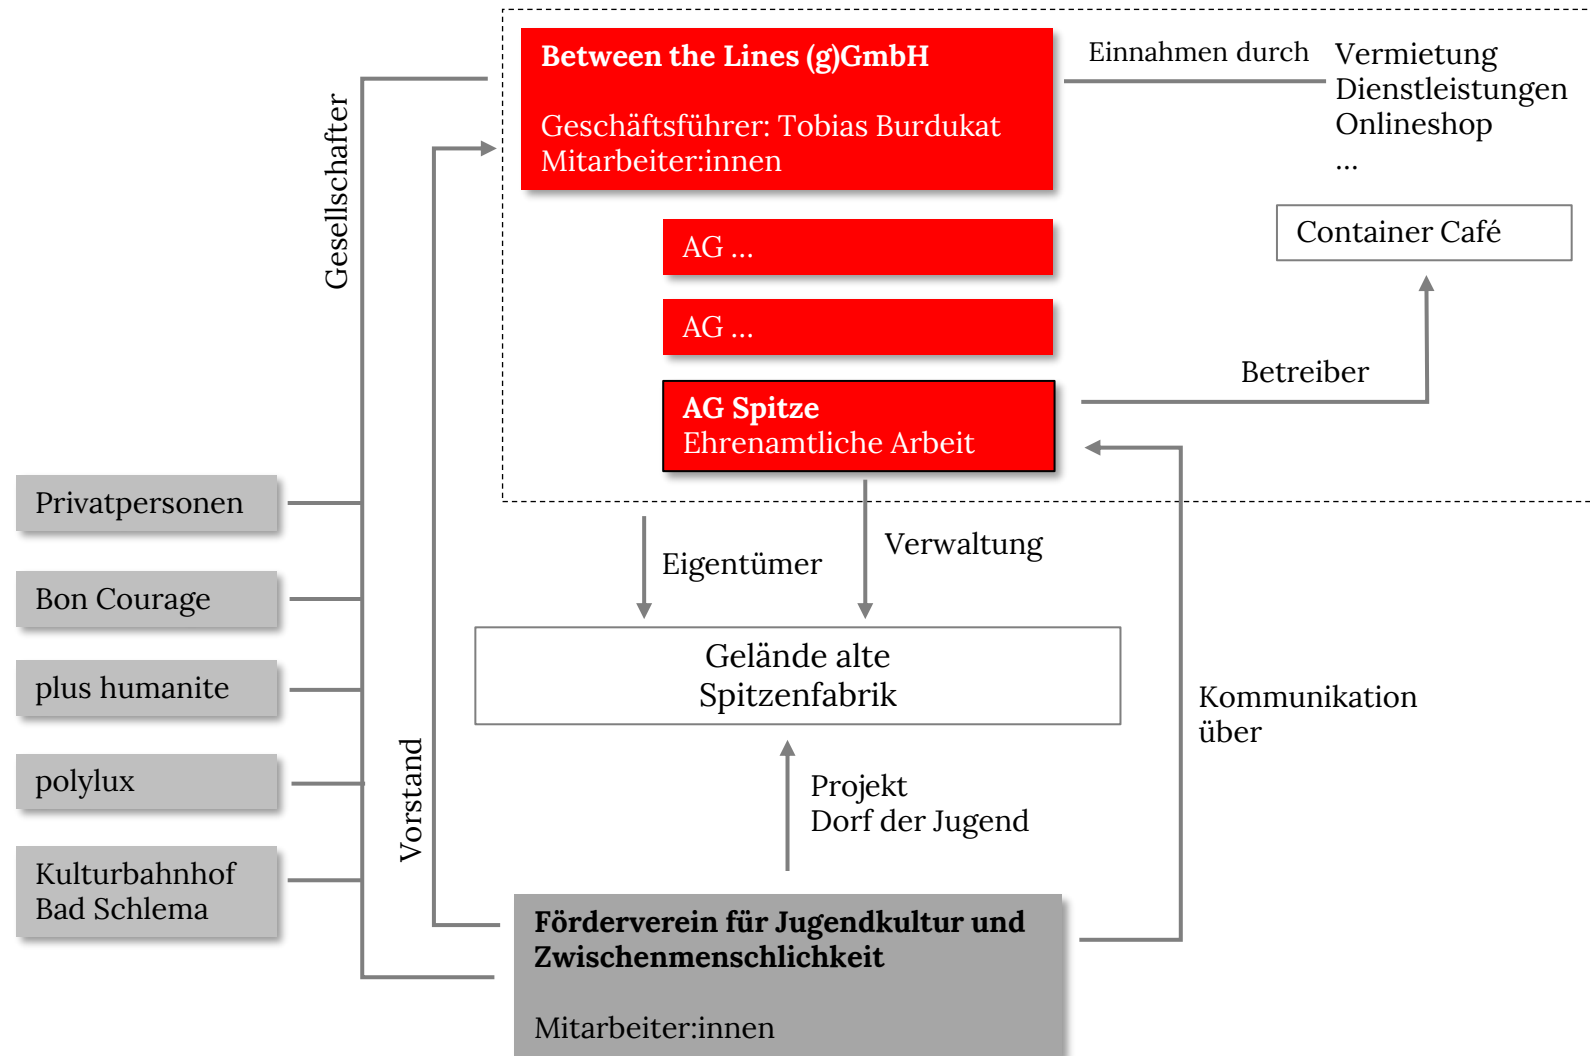 Between the Lines (g)GmbH
Geschäftsführer: Tobias Burdukat
Mitarbeiter:innen
Einnahmen durch
Vermietung
Dienstleistungen
Onlineshop
...
Gesellschafter
AG ...
Container Café
AG ...
Betreiber
AG Spitze
Ehrenamtliche Arbeit
Privatpersonen
Eigentümer
Verwaltung
Bon Courage
Gelände alte
Spitzenfabrik
plus humanite
Kommunikation
über
polylux
Vorstand
Projekt
Dorf der Jugend
Kulturbahnhof
Bad Schlema
Förderverein für Jugendkultur und
Zwischenmenschlichkeit
Mitarbeiter:innen